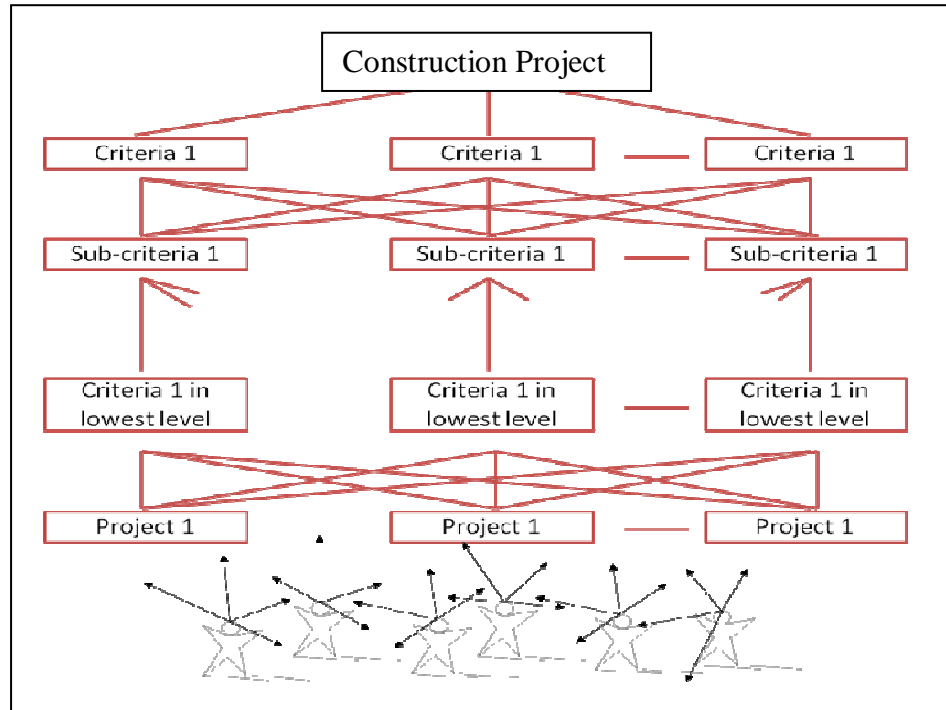 Construction Project
Criteria 1
Criteria 1
Criteria 1
Sub-criteria 1
Sub-criteria 1
Sub-criteria 1
Criteria 1 in
lowest level
Criteria 1 in
lowest level
Criteria 1 in
lowest level
Project 1
Project 1
Project 1